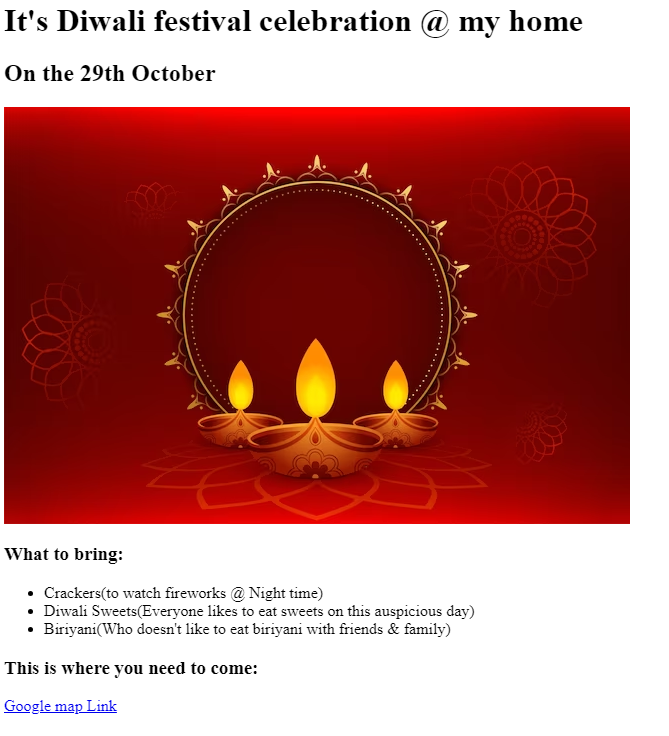 It's Diwali festival celebration @ my home
On the 29th October
What to bring:
Crackers(to watch fireworks @ Night time)
Diwali Sweets(Everyone likes to eat sweets on this auspicious day)
Biriyani(Who doesn't like to eat biriyani with friends & family)
This is where you need to come:
Google map Link